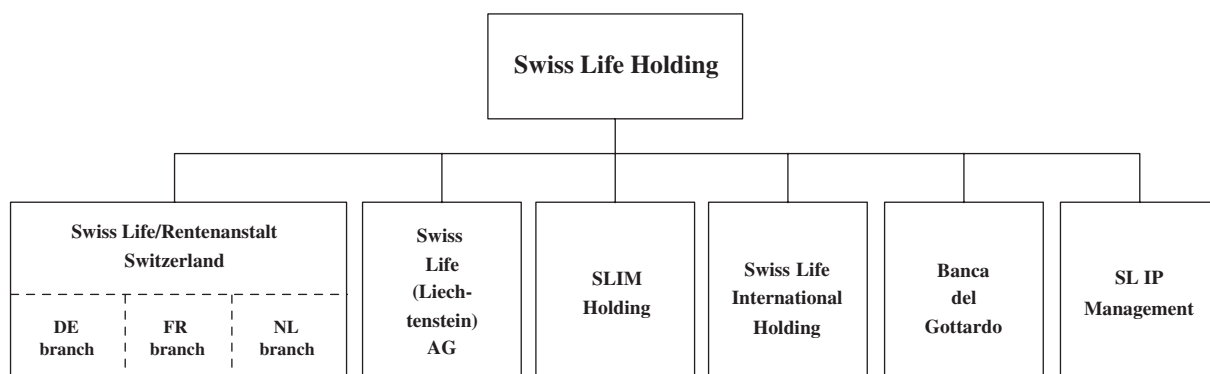 Swiss Life Holding
Swiss Life/Rentenanstalt
Switzerland
DE
branch
FR
branch
NL
branch
Swiss
Life
(Liech-
tenstein)
AG
SLIM
Holding
Swiss Life
International
Holding
Banca
del
Gottardo
SL IP
Management